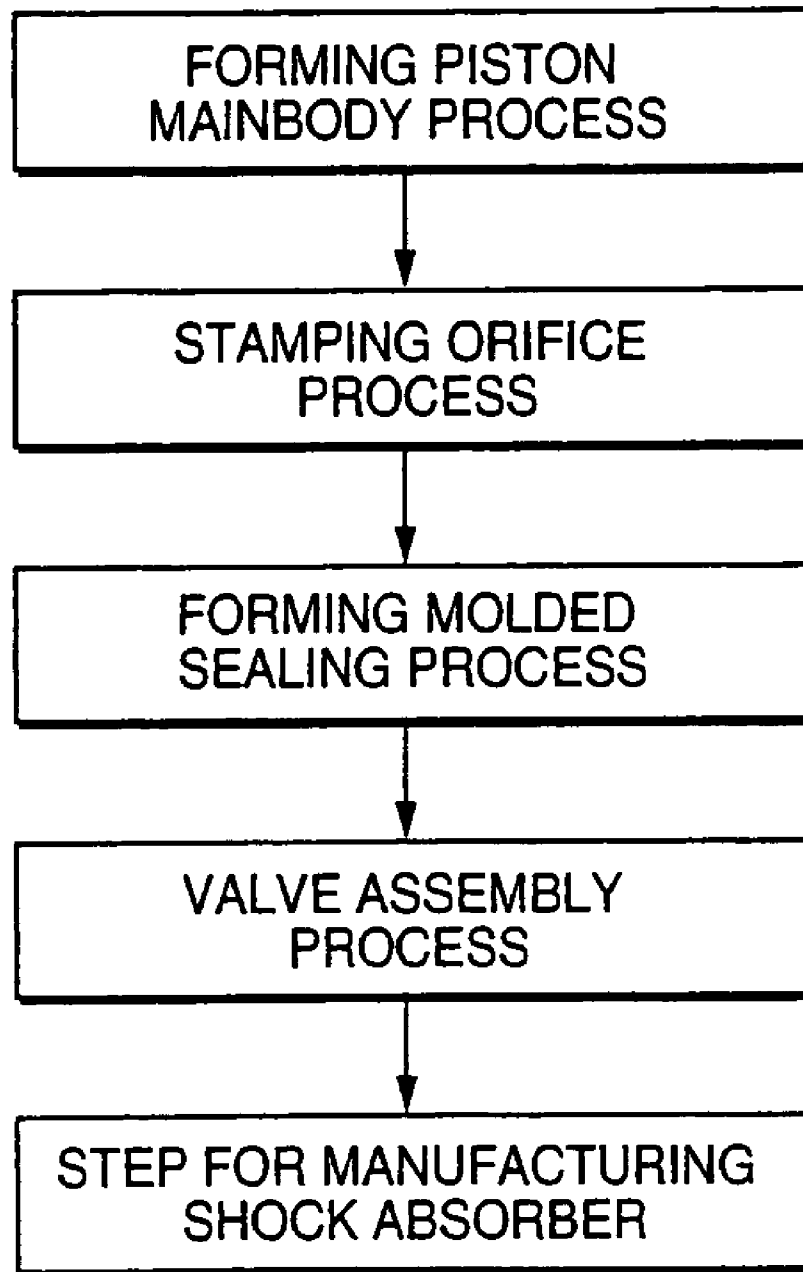 FORMING PISTON
MAINBODY PROCESS
STAMPING ORIFICE
PROCESS
FORMING MOLDED
SEALING PROCESS
VALVE ASSEMBLY
PROCESS
STEP FOR MANUFACTURING
SHOCK ABSORBER